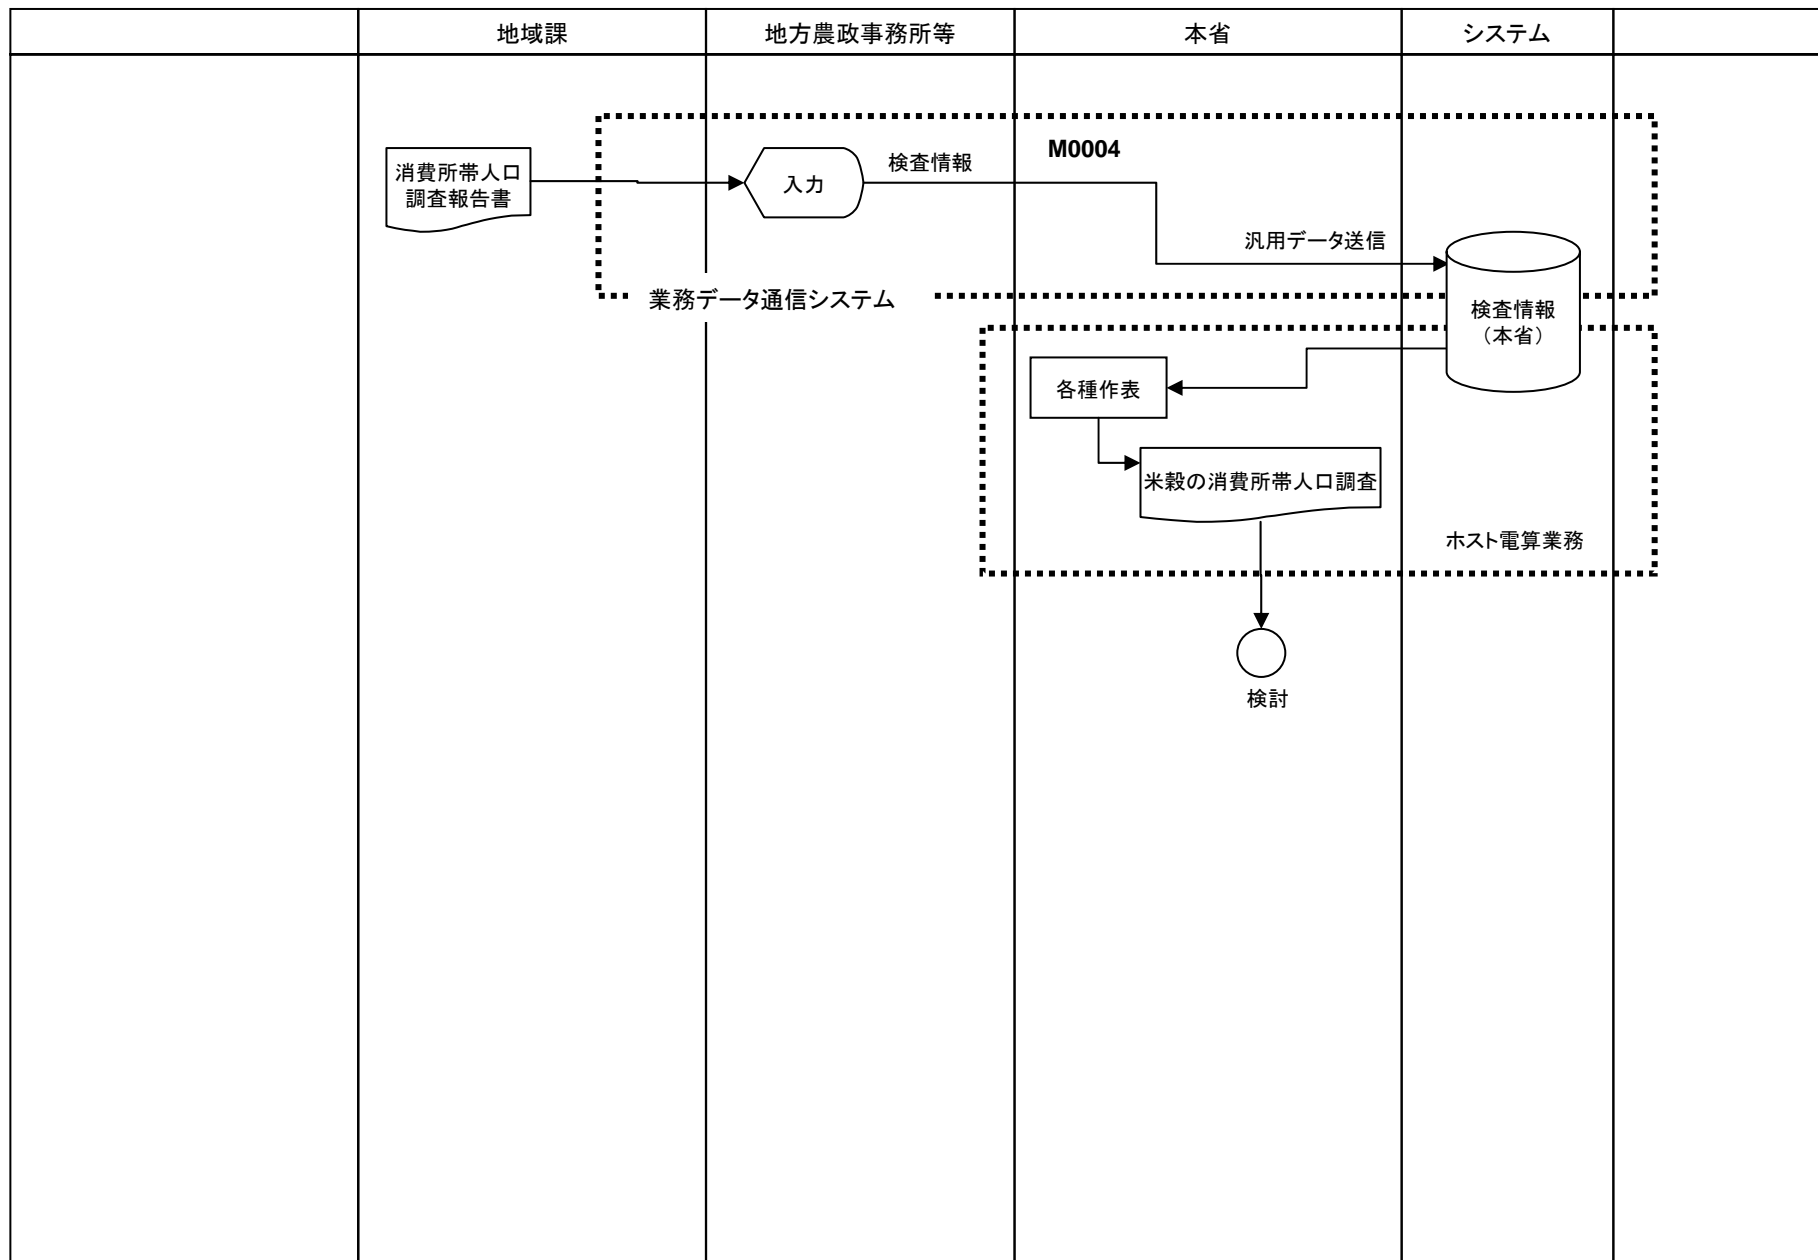 地域課
地方農政事務所等
本省
システム
M0004
消費所帯人口
調査報告書
入力
検査情報
汎用データ送信
業務データ通信システム
検査情報
（本省）
各種作表
米穀の消費所帯人口調査
ホスト電算業務
検討